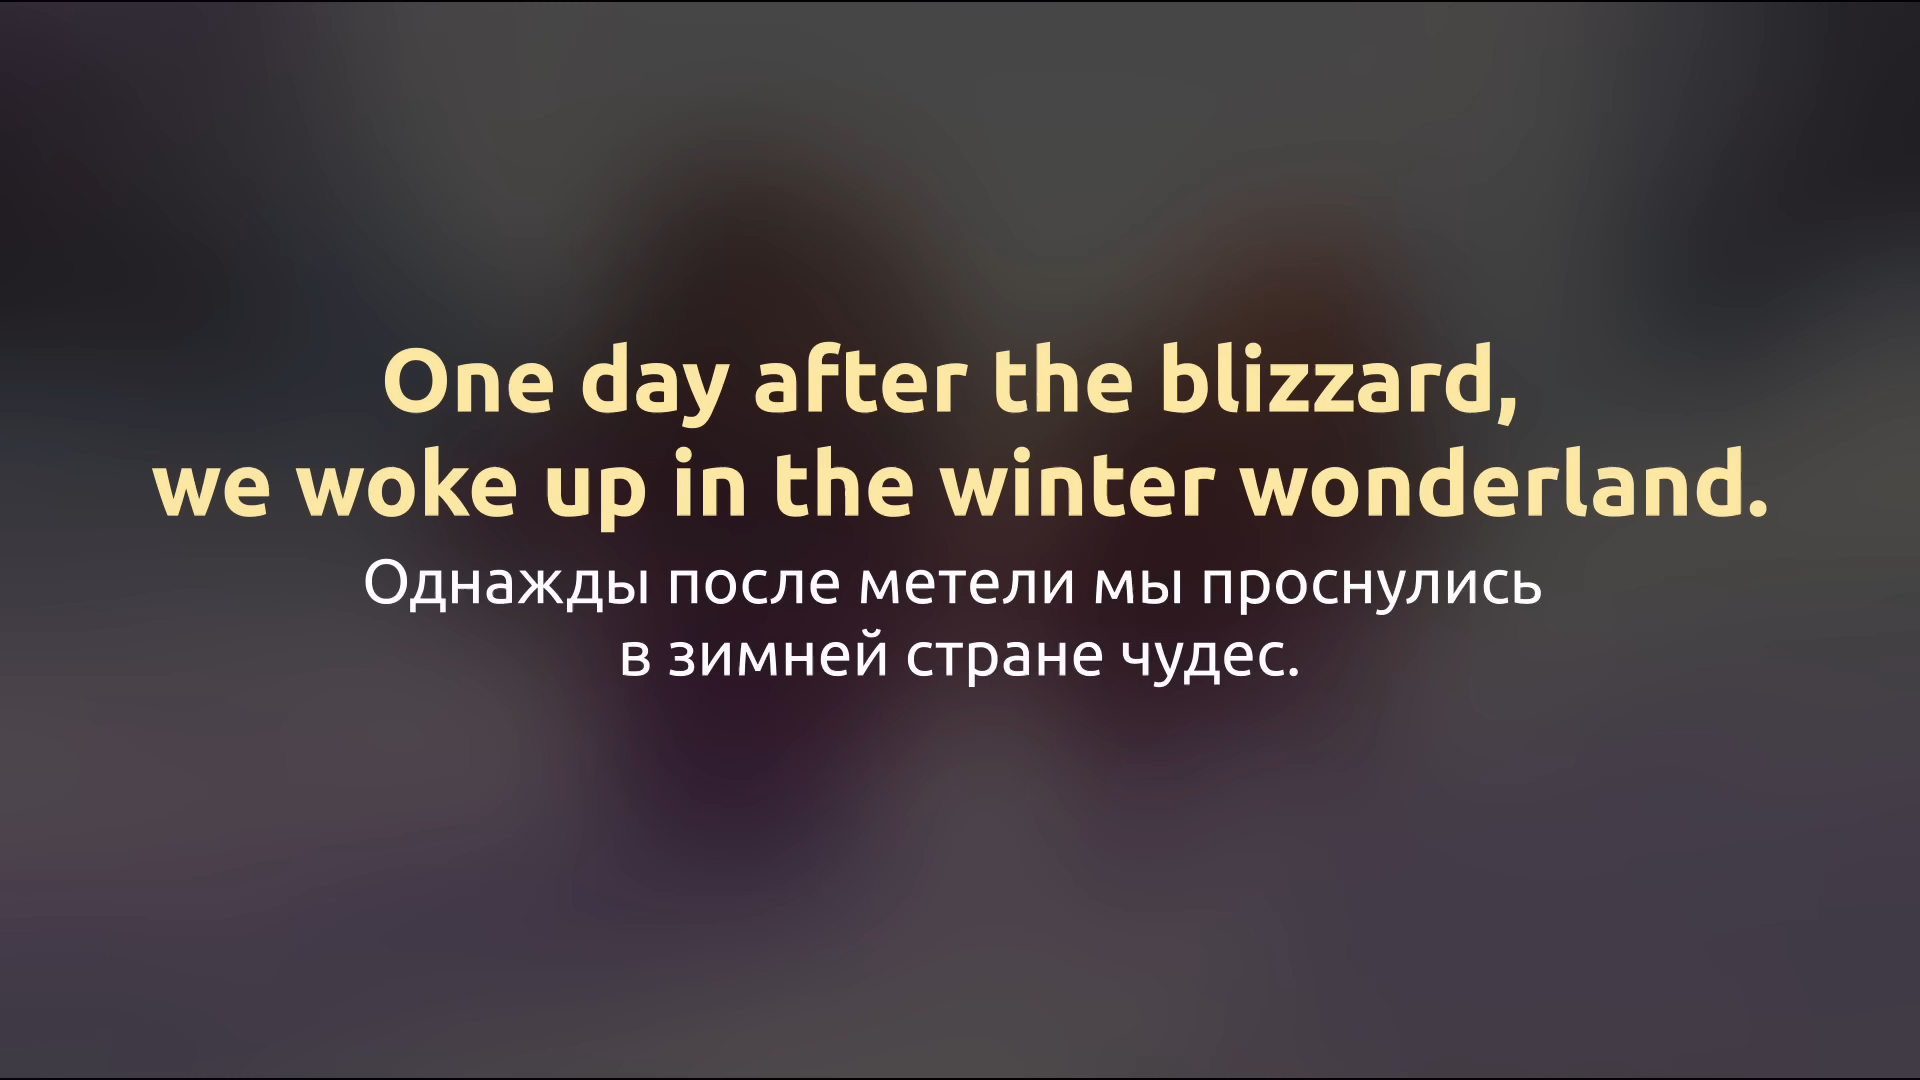 One day after the blizzard,
we woke up in the winter wonderland.
Однажды после метели мы проснулись
в зимней стране чудес.